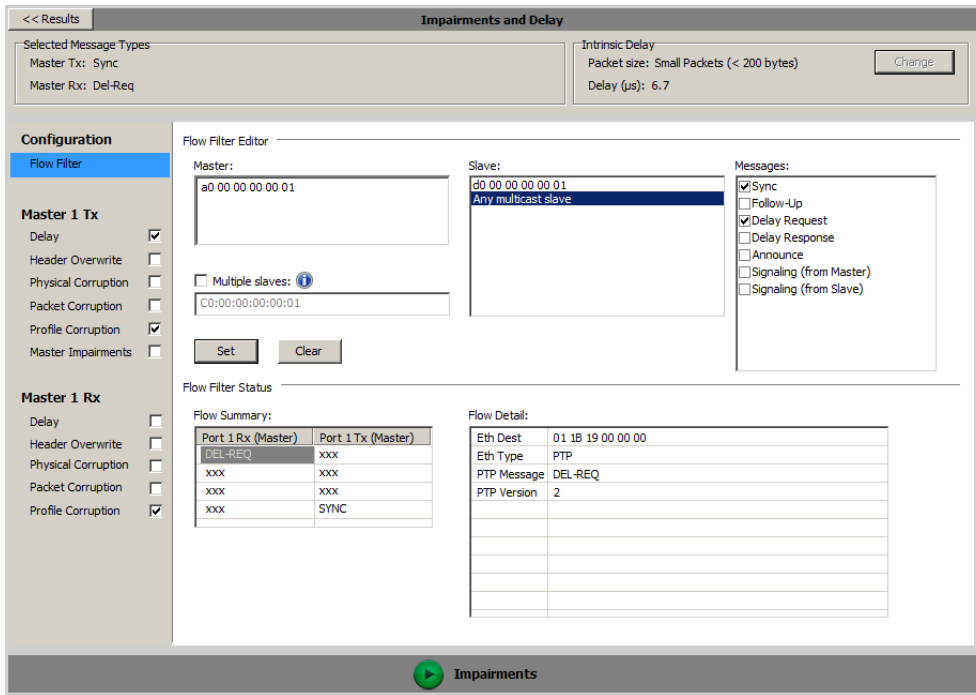 << Results
Impairments and Delay
Selected Message Types
Master Tx: Sync
Master Rx: Del-Req
Intrinsic Delay
Packet size: Small Packets (< 200 bytes)
Delay (µs): 6.7
Change
Configuration
Flow Filter
Master 1 Tx
Delay
Header Overwrite
Physical Corruption
Packet Corruption
Profile Corruption
Master Impairments
Master 1 Rx
Delay
Header Overwrite
Physical Corruption
Packet Corruption
Profile Corruption
Flow Filter Editor
Master:
a0 00 00 00 00 01
Multiple slaves:
C0:00:00:00:00:01
Set Clear
Slave:
d0 00 00 00 00 01
Any multicast slave
Messages:
Sync
Follow-Up
Delay Request
Delay Response
Announce
Signaling (from Master)
Signaling (from Slave)
Flow Filter Status
Flow Summary:
Port 1 Rx (Master) Port 1 Tx (Master)
DEL-REQ xxx
xxx xxx
xxx xxx
xxx SYNC
Flow Detail:
Eth Dest 01 1B 19 00 00 00
Eth Type PTP
PTP Message DEL-REQ
PTP Version 2
Impairments